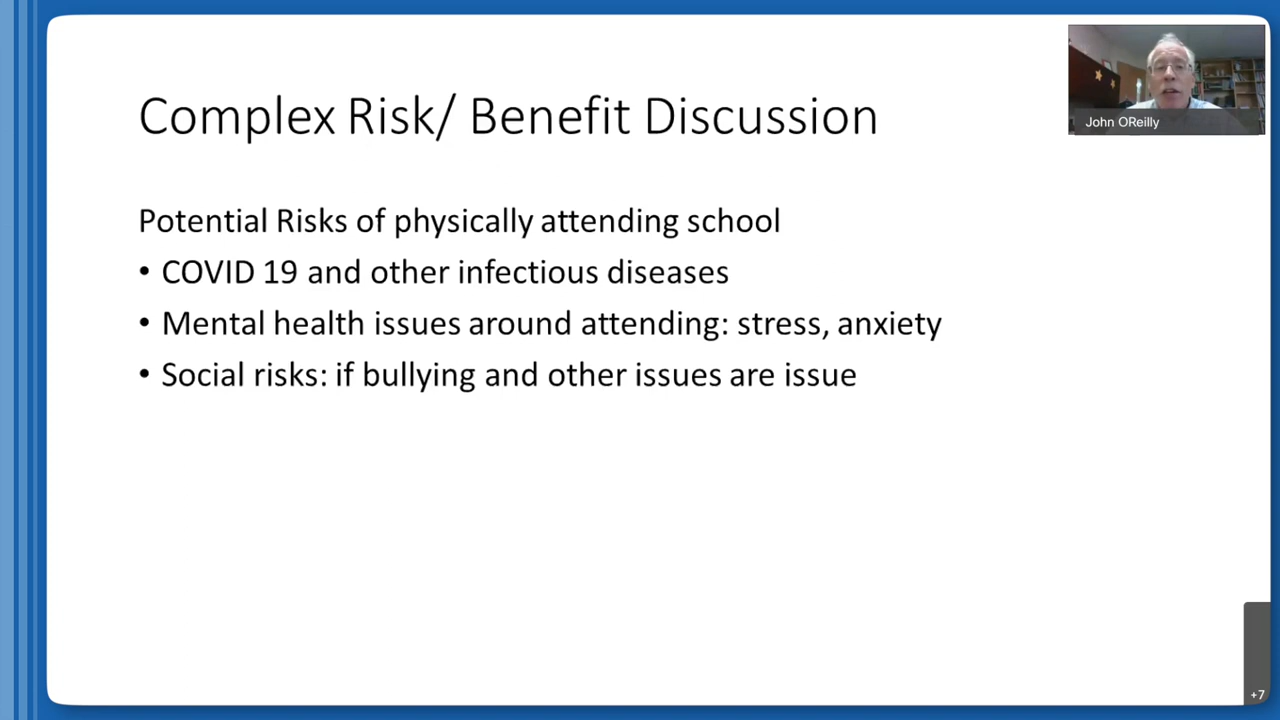 Complex Risk/ Benefit Discussion
John OReilly
Potential Risks of physically attending school
• COVID 19 and other infectious diseases
• Mental health issues around attending: stress, anxiety
• Social risks: if bullying and other issues are issue
+7